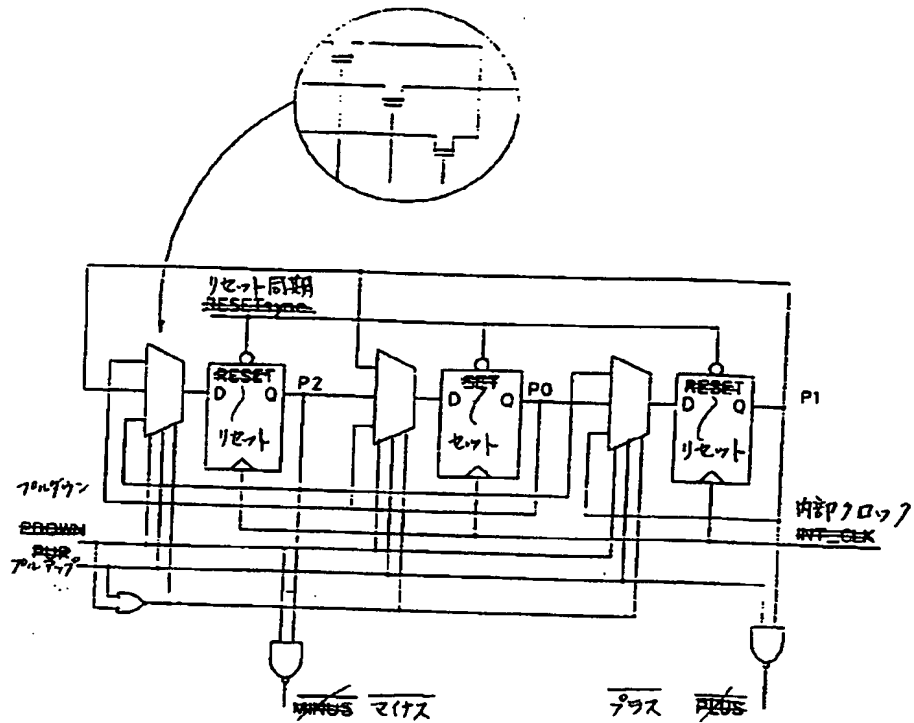 リセット同期
RESETsync
RESET
D Q
リセット
P2
SET
D Q
セット
P0
RESET
D Q
リセット
P1
プルダウン
PDOWN
PUP
プルアップ
内部クロック
INT_CLK
MINUS マイナス
プラス PLUS